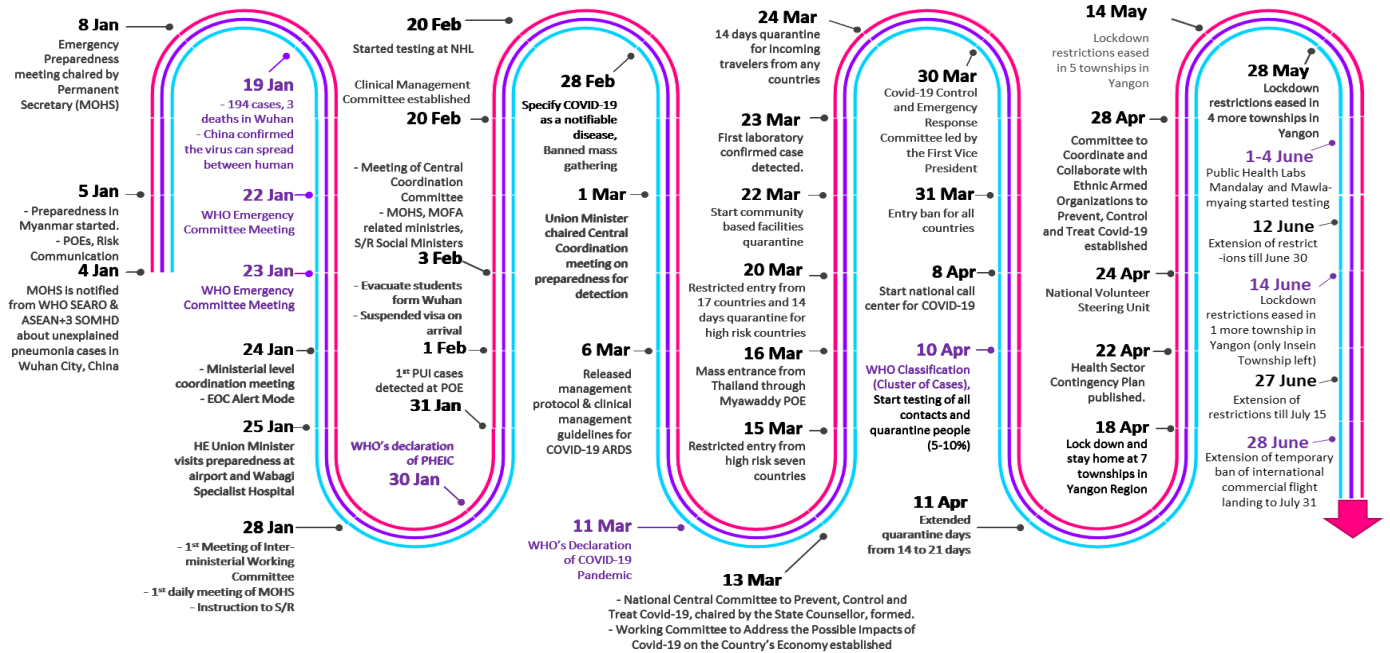 4 Jan
MOHS is notified
from WHO SEARO &
ASEAN+3 SOMHD
about unexplained
pneumonia cases in
Wuhan City, China
5 Jan
- Preparedness in
Myanmar started.
- POEs, Risk
Communication
8 Jan
Emergency
Preparedness
meeting chaired by
Permanent
Secretary (MOHS)
19 Jan
- 194 cases, 3
deaths in Wuhan
- China confirmed
the virus can spread
between human
22 Jan
WHO Emergency
Committee Meeting
23 Jan
WHO Emergency
Committee Meeting
24 Jan
- Ministerial level
coordination meeting
- EOC Alert Mode
25 Jan
HE Union Minister
visits preparedness at
airport and Wabagi
Specialist Hospital
28 Jan
- 1st Meeting of Inter-
ministerial Working
Committee
- 1st daily meeting of MOHS
- Instruction to S/R
WHO's declaration
of PHEIC
30 Jan
1st PUI cases
detected at POE
31 Jan
- Evacuate students
form Wuhan
- Suspended visa on
arrival
1 Feb
- Meeting of Central
Coordination
Committee
- MOHS, MOFA
related ministries,
S/R Social Ministers
3 Feb
Clinical Management
Committee established
20 Feb
20 Feb
Started testing at NHL
28 Feb
Specify COVID-19
as a notifiable
disease,
Banned mass
gathering
1 Mar
Union Minister
chaired Central
Coordination
meeting on
preparedness for
detection
6 Mar
Released
management
protocol & clinical
management
guidelines for
COVID-19 ARDS
11 Mar
WHO's Declaration
of COVID-19
Pandemic
13 Mar
- National Central Committee to Prevent, Control and
Treat Covid-19, chaired by the State Counsellor, formed.
- Working Committee to Address the Possible Impacts of
Covid-19 on the Country's Economy established
15 Mar
Restricted entry from
high risk seven
countries
16 Mar
Mass entrance from
Thailand through
Myawaddy POE
20 Mar
Restricted entry from
17 countries and 14
days quarantine for
high risk countries
22 Mar
Start community
based facilities
quarantine
23 Mar
First laboratory
confirmed case
detected.
24 Mar
14 days quarantine
for incoming
travelers from any
countries
30 Mar
Covid-19 Control
and Emergency
Response
Committee led by
the First Vice
President
31 Mar
Entry ban for all
countries
8 Apr
Start national call
center for COVID-19
10 Apr
WHO Classification
(Cluster of Cases),
Start testing of all
contacts and
quarantine people
(5-10%)
11 Apr
Extended
quarantine days
from 14 to 21 days
18 Apr
Lock down and
stay home at 7
townships in
Yangon Region
22 Apr
Health Sector
Contingency Plan
published.
24 Apr
National Volunteer
Steering Unit
28 Apr
Committee to
Coordinate and
Collaborate with
Ethnic Armed
Organizations to
Prevent, Control
and Treat Covid-19
established
14 May
Lockdown
restrictions eased
in 5 townships in
Yangon
28 May
Lockdown
restrictions eased in
4 more townships in
Yangon
1-4 June
Public Health Labs
Mandalay and Mawla-
myaing started testing
12 June
Extension of restrict
-ions till June 30
14 June
Lockdown
restrictions eased in
1 more township in
Yangon (only Insein
Township left)
27 June
Extension of
restrictions till July 15
28 June
Extension of temporary
ban of international
commercial flight
landing to July 31